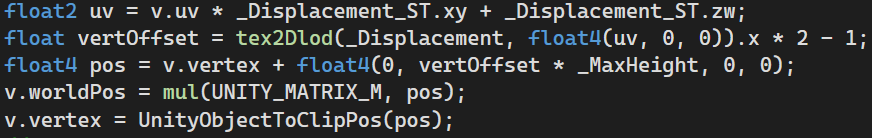 float2 uv = v.uv * _Displacement_ST.xy + _Displacement_ST.zw;
float vertOffset = tex2Dlod(_Displacement, float4(uv, 0, 0)).x * 2 - 1;
float4 pos = v.vertex + float4(0, vertOffset * _MaxHeight, 0, 0);
v.worldPos = mul(UNITY_MATRIX_M, pos);
v.vertex = UnityObjectToClipPos(pos);